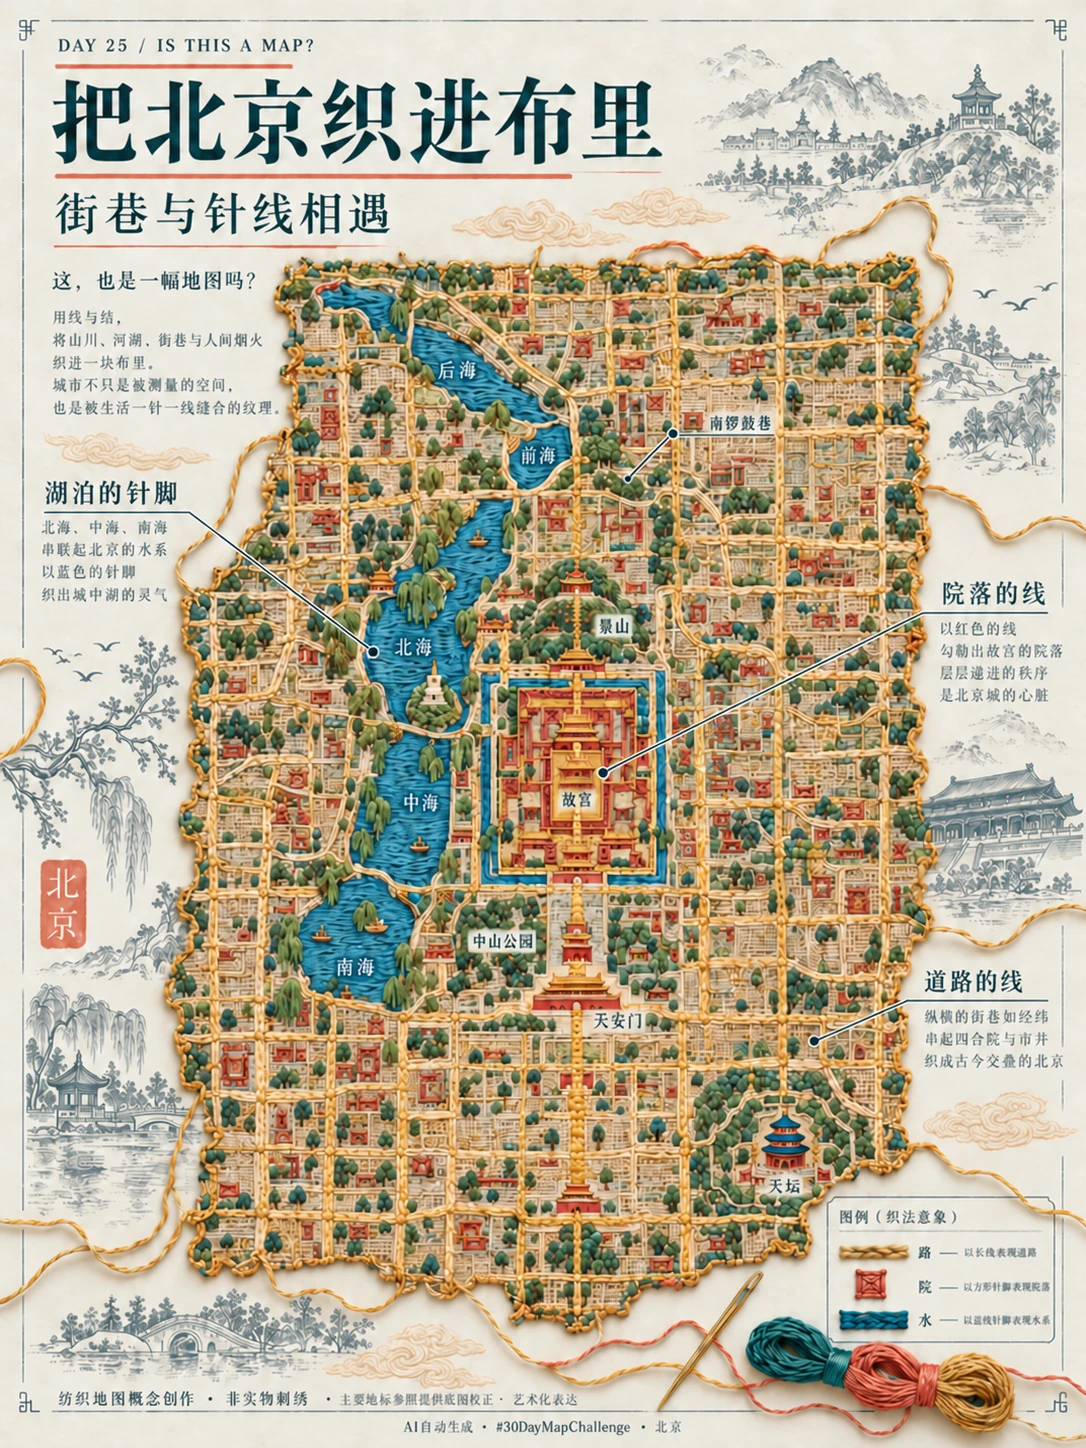 DAY 25 / IS THIS A MAP?
把北京织进布里
街巷与针线相遇
这，也是一幅地图吗？
用线与结，
将山川、河湖、街巷与人间烟火
织进一块布里。
城市不只是被测量的空间，
也是被生活一针一线缝合的纹理。
后海
前海
南锣鼓巷
湖泊的针脚
北海、中海、南海
串联起北京的水系
以蓝色的针脚
织出城中湖的灵气
院落的线
以红色的线
勾勒出故宫的院落
层层递进的秩序
是北京城的心脏
景山
北海
故宫
中海
北京
中山公园
南海
天安门
道路的线
纵横的街巷如经纬
串起四合院与市井
织成古今交叠的北京
天坛
图例（织法意象）
路 — 以长线表现道路
院 — 以方形针脚表现院落
水 — 以蓝线针脚表现水系
纺织地图概念创作 · 非实物刺绣 · 主要地标参照提供底图校正 · 艺术化表达
AI自动生成 · #30DayMapChallenge · 北京